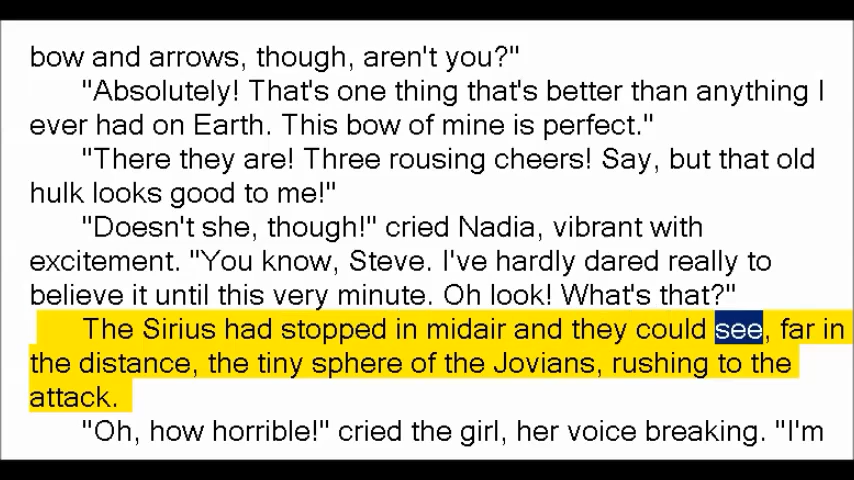 bow and arrows, though, aren't you?"
"Absolutely! That's one thing that's better than anything I
ever had on Earth. This bow of mine is perfect."
"There they are! Three rousing cheers! Say, but that old
hulk looks good to me!"
"Doesn't she, though!" cried Nadia, vibrant with
excitement. "You know, Steve. I've hardly dared really to
believe it until this very minute. Oh look! What's that?"
The Sirius had stopped in midair and they could see, far in
the distance, the tiny sphere of the Jovians, rushing to the
attack.
"Oh, how horrible!" cried the girl, her voice breaking. "I'm